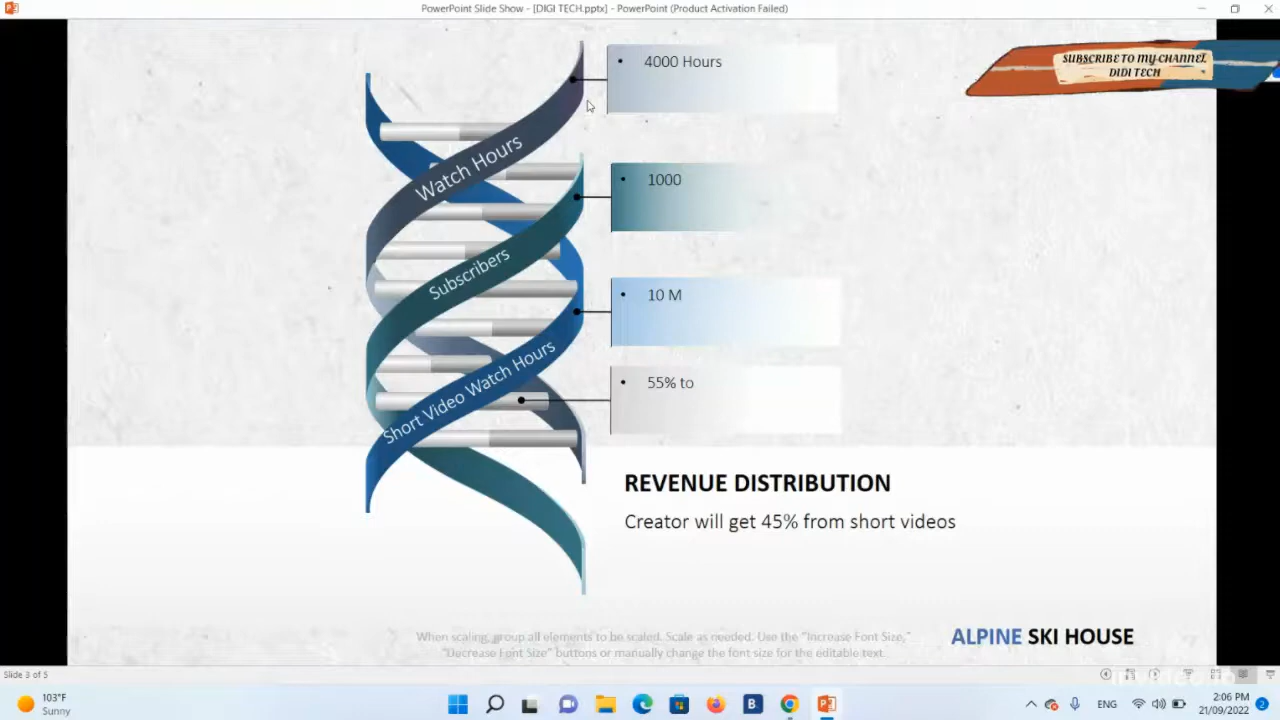 PowerPoint Slide Show - [DIGI TECH.pptx] - PowerPoint (Product Activation Failed)
SUBSCRIBE TO MY CHANNEL
DIDI TECH
• 4000 Hours
Watch Hours
• 1000
Subscribers
• 10 M
Short Video Watch Hours
• 55% to
REVENUE DISTRIBUTION
Creator will get 45% from short videos
When scaling, group all elements to be scaled. Scale as needed. Use the "Increase Font Size,"
"Decrease Font Size" buttons or manually change the font size for the editable text.
ALPINE SKI HOUSE
Slide 3 of 5
103°F
Sunny
B.
ENG
2:06 PM
21/09/2022
2